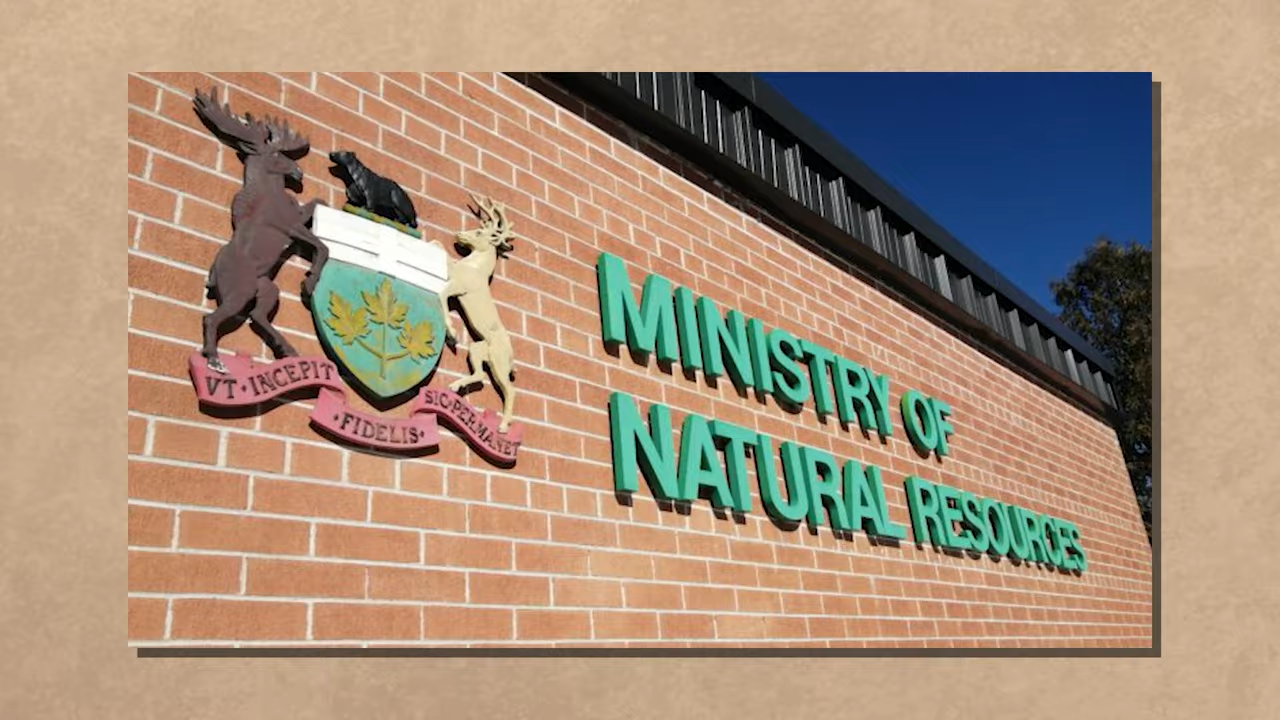 VT·INCEPIT
·FIDELIS·
SIC·PERMANET
MINISTRY OF
NATURAL RESOURCES